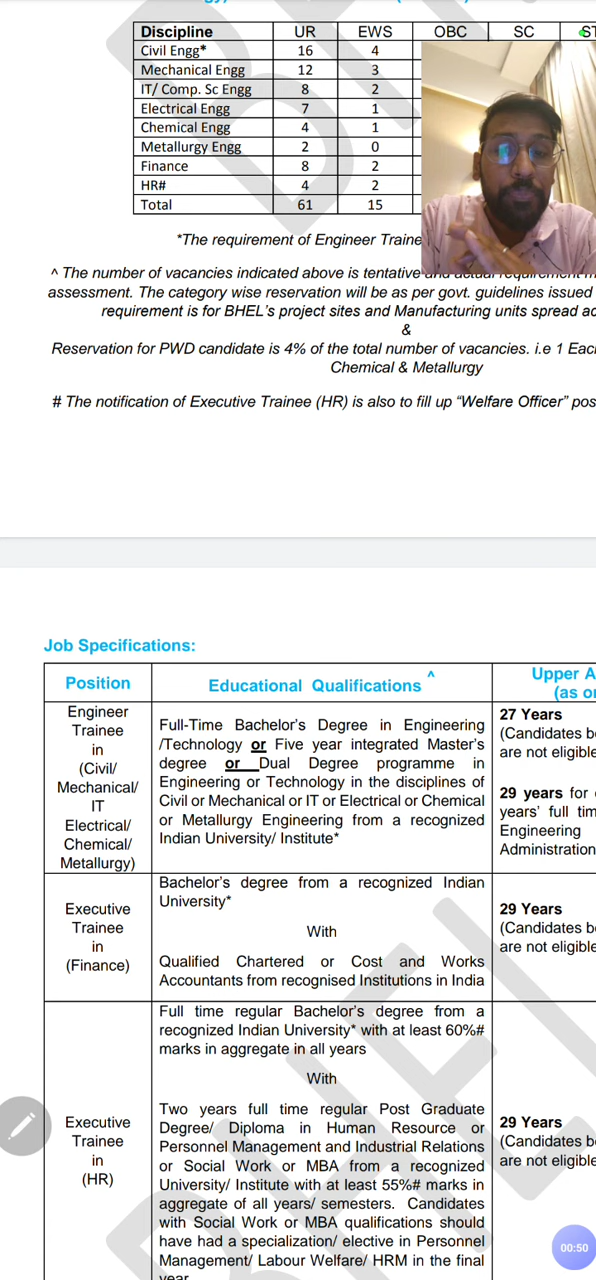 Discipline UR EWS OBC SC ST
Civil Engg* 16 4
Mechanical Engg 12 3
IT/ Comp. Sc Engg 8 2
Electrical Engg 7 1
Chemical Engg 4 1
Metallurgy Engg 2 0
Finance 8 2
HR# 4 2
Total 61 15
*The requirement of Engineer Traine
^ The number of vacancies indicated above is tentative and actual requirement m
assessment. The category wise reservation will be as per govt. guidelines issued
requirement is for BHEL's project sites and Manufacturing units spread ac
&
Reservation for PWD candidate is 4% of the total number of vacancies. i.e 1 Eac
Chemical & Metallurgy
# The notification of Executive Trainee (HR) is also to fill up “Welfare Officer” pos
Job Specifications:
Position Educational Qualifications ^ Upper A
(as o
Engineer
Trainee
in
(Civil/
Mechanical/
IT
Electrical/
Chemical/
Metallurgy)
Full-Time Bachelor's Degree in Engineering
/Technology or Five year integrated Master's
degree or Dual Degree programme in
Engineering or Technology in the disciplines of
Civil or Mechanical or IT or Electrical or Chemical
or Metallurgy Engineering from a recognized
Indian University/ Institute*
27 Years
(Candidates b
are not eligible
29 years for
years' full tim
Engineering
Administration
Executive
Trainee
in
(Finance)
Bachelor's degree from a recognized Indian
University*
With
Qualified Chartered or Cost and Works
Accountants from recognised Institutions in India
29 Years
(Candidates b
are not eligible
Executive
Trainee
in
(HR)
Full time regular Bachelor's degree from a
recognized Indian University* with at least 60%#
marks in aggregate in all years
With
Two years full time regular Post Graduate
Degree/ Diploma in Human Resource or
Personnel Management and Industrial Relations
or Social Work or MBA from a recognized
University/ Institute with at least 55%# marks in
aggregate of all years/ semesters. Candidates
with Social Work or MBA qualifications should
have had a specialization/ elective in Personnel
Management/ Labour Welfare/ HRM in the final
year
29 Years
(Candidates b
are not eligible
00:50
BHEL